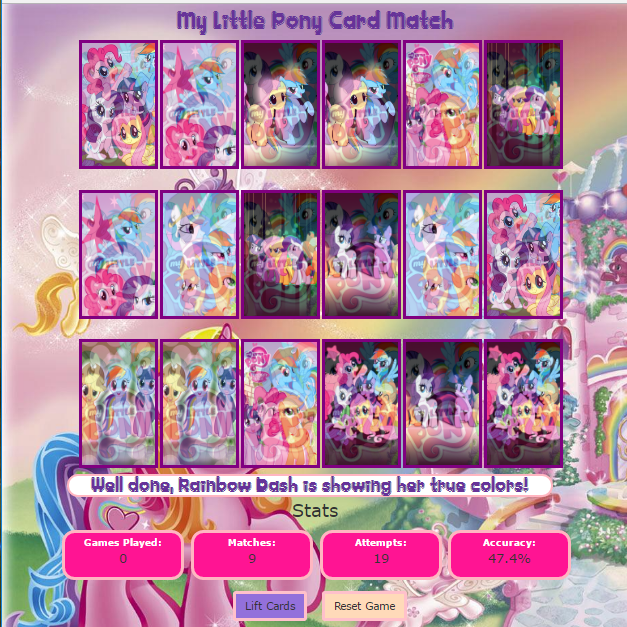 My Little Pony Card Match
Well done, Rainbow Dash is showing her true colors!
Stats
Games Played:
0
Matches:
9
Attempts:
19
Accuracy:
47.4%
Lift Cards
Reset Game